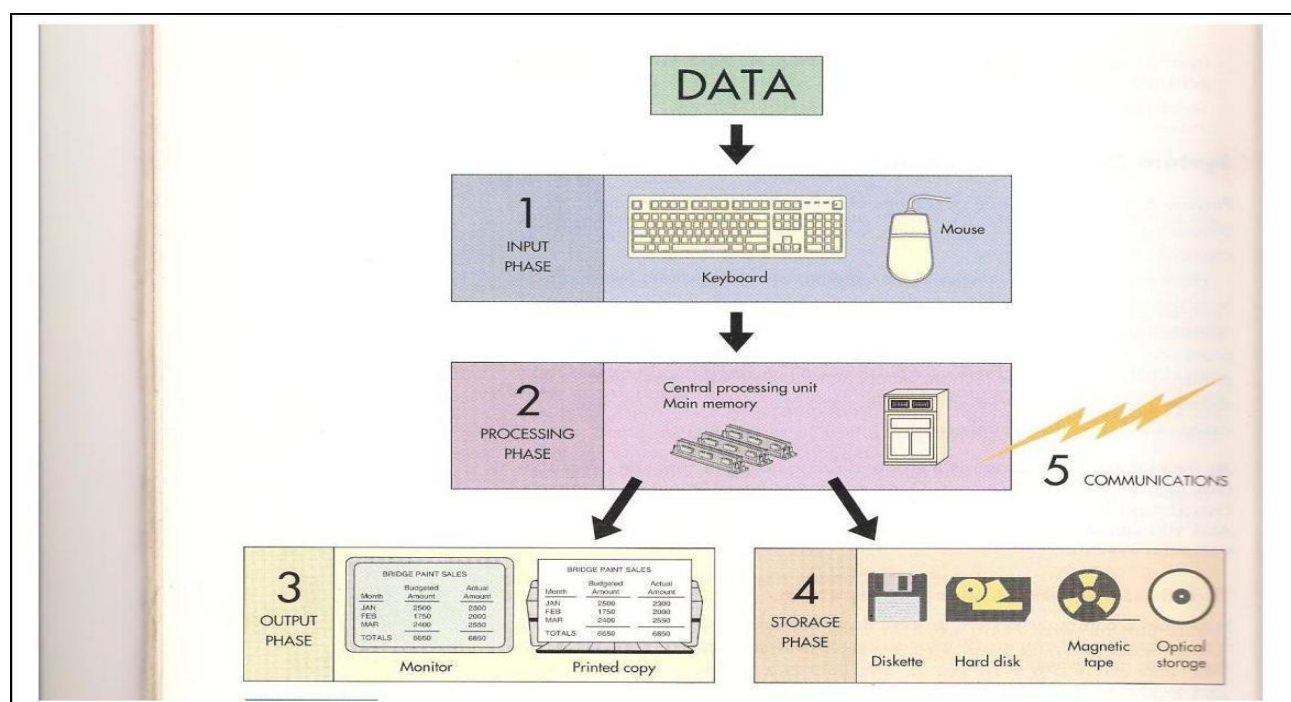 DATA
1
INPUT
PHASE
Keyboard
Mouse
2
PROCESSING
PHASE
Central processing unit
Main memory
5 COMMUNICATIONS
3
OUTPUT
PHASE
BRIDGE PAINT SALES
Month Budgeted Amount Actual Amount
JAN 2500 2300
FEB 1750 2000
MAR 2400 2550
TOTALS 6650 6850
Monitor
BRIDGE PAINT SALES
Month Budgeted Amount Actual Amount
JAN 2500 2300
FEB 1750 2000
MAR 2400 2550
TOTALS 6650 6850
Printed copy
4
STORAGE
PHASE
Diskette
Hard disk
Magnetic
tape
Optical
storage